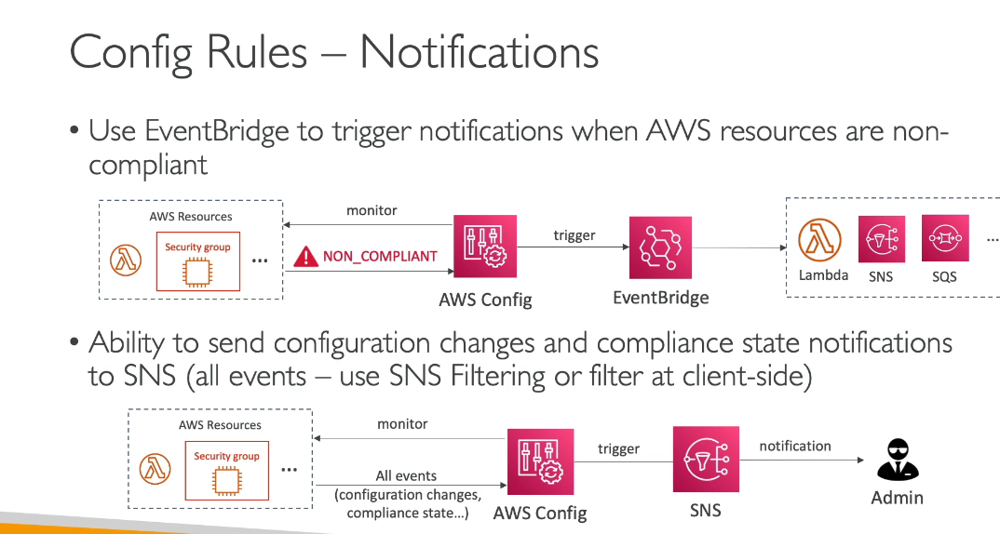 Config Rules – Notifications
• Use EventBridge to trigger notifications when AWS resources are non-
compliant
AWS Resources
Security group
...
monitor
NON_COMPLIANT
AWS Config
trigger
EventBridge
Lambda
SNS
SQS
...
• Ability to send configuration changes and compliance state notifications
to SNS (all events – use SNS Filtering or filter at client-side)
AWS Resources
Security group
...
monitor
All events
(configuration changes,
compliance state...)
AWS Config
trigger
SNS
notification
Admin